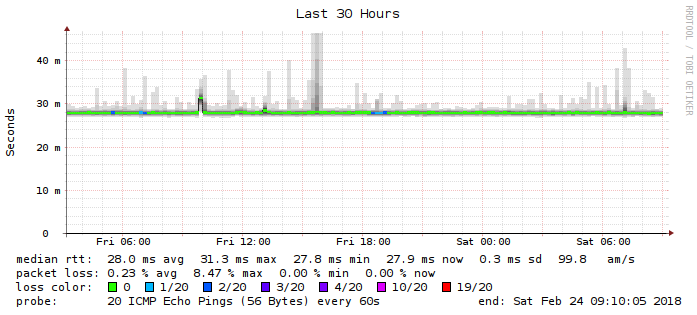 Last 30 Hours
RRDTOOL / TOBI OETIKER
Seconds
40 m
30 m
20 m
10 m
0
Fri 06:00 Fri 12:00 Fri 18:00 Sat 00:00 Sat 06:00
median rtt: 28.0 ms avg 31.3 ms max 27.8 ms min 27.9 ms now 0.3 ms sd 99.8 am/s
packet loss: 0.23 % avg 8.47 % max 0.00 % min 0.00 % now
loss color: 0 1/20 2/20 3/20 4/20 10/20 19/20
probe: 20 ICMP Echo Pings (56 Bytes) every 60s end: Sat Feb 24 09:10:05 2018